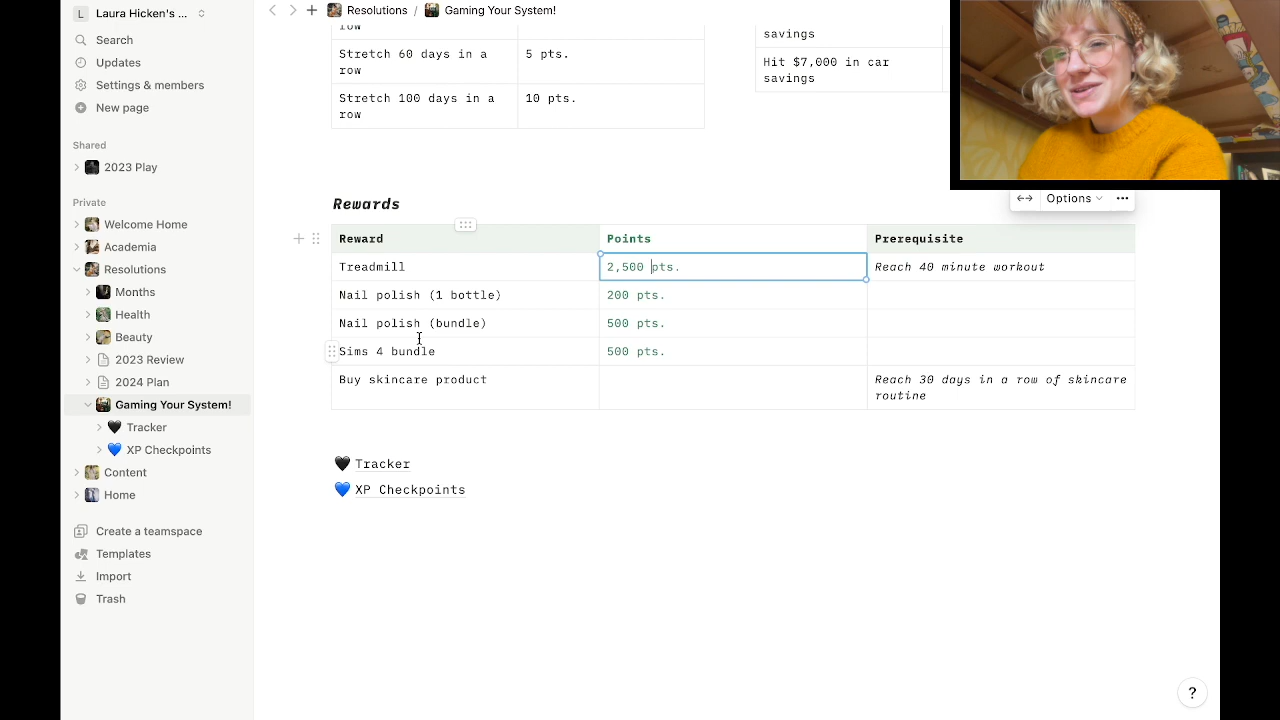 L Laura Hicken's ...
Search
Updates
Settings & members
New page
Shared
2023 Play
Private
Welcome Home
Academia
Resolutions
Months
Health
Beauty
2023 Review
2024 Plan
Gaming Your System!
Tracker
XP Checkpoints
Content
Home
Create a teamspace
Templates
Import
Trash
Resolutions / Gaming Your System!
row
Stretch 60 days in a
row
5 pts.
Stretch 100 days in a
row
10 pts.
savings
Hit $7,000 in car
savings
Rewards
Options
Reward Points Prerequisite
Treadmill 2,500 pts. Reach 40 minute workout
Nail polish (1 bottle) 200 pts.
Nail polish (bundle) 500 pts.
Sims 4 bundle 500 pts.
Buy skincare product
Reach 30 days in a row of skincare
routine
Tracker
XP Checkpoints
?